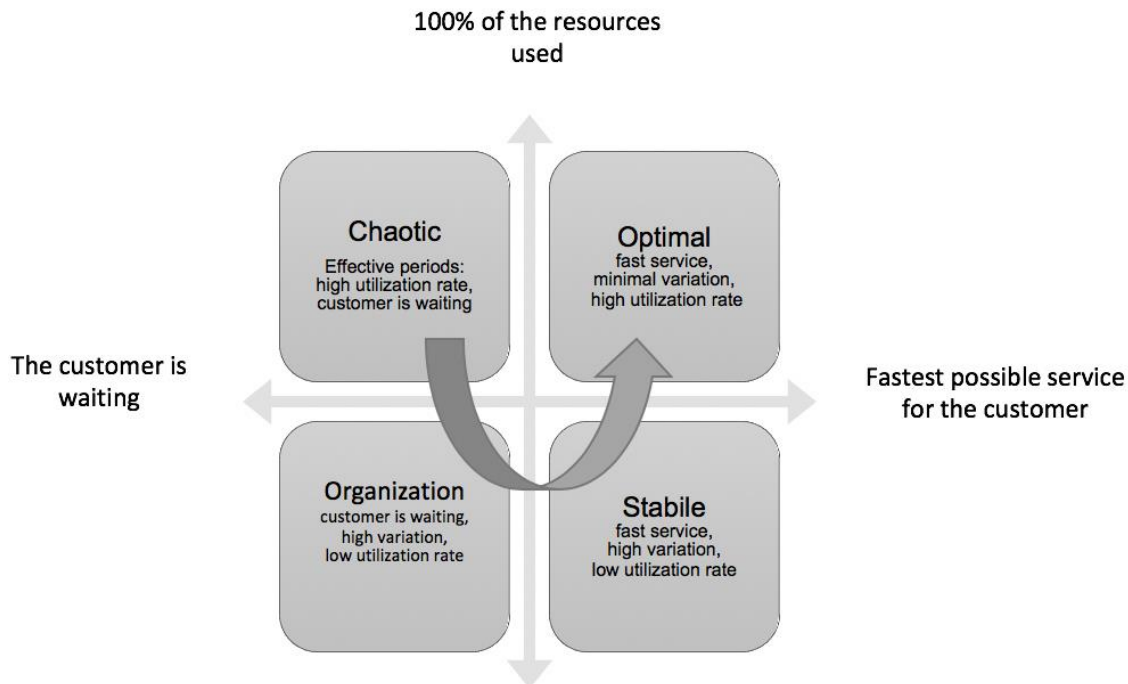 100% of the resources
used
Chaotic
Effective periods:
high utilization rate,
customer is waiting
Optimal
fast service,
minimal variation,
high utilization rate
The customer is
waiting
Fastest possible service
for the customer
Organization
customer is waiting,
high variation,
low utilization rate
Stabile
fast service,
high variation,
low utilization rate